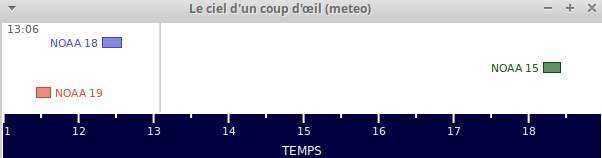 Le ciel d'un coup d'œil (meteo)
13:06
NOAA 18
NOAA 15
NOAA 19
1 12 13 14 15 16 17 18
TEMPS